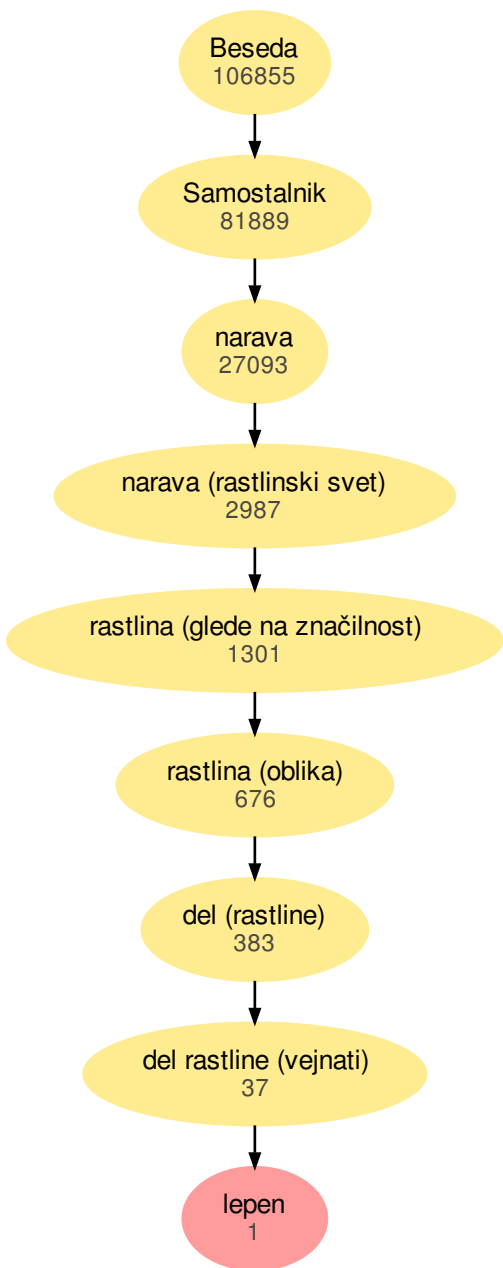 Beseda
106855
Samostalnik
81889
narava
27093
narava (rastlinski svet)
2987
rastlina (glede na značilnost)
1301
rastlina (oblika)
676
del (rastline)
383
del rastline (vejnati)
37
lepen
1